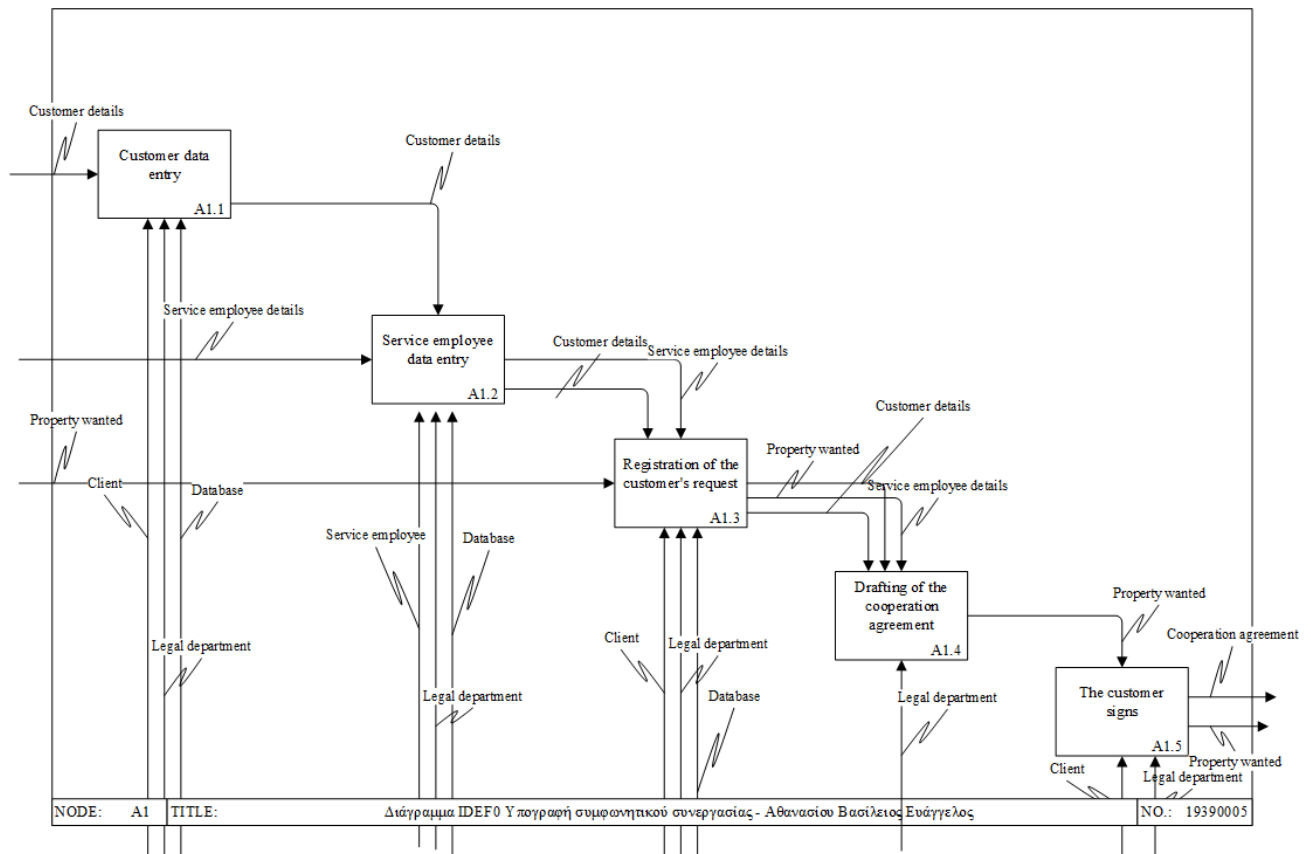 Customer details
Customer data
entry
A1.1
Customer details
Service employee details
Service employee
data entry
A1.2
Customer details
Service employee details
Property wanted
Client
Database
Registration of the
customer's request
A1.3
Property wanted
Customer details
Service employee details
Service employee
Database
Drafting of the
cooperation
agreement
A1.4
Property wanted
Cooperation agreement
Legal department
Legal department
Client
Legal department
Database
Legal department
The customer
signs
A1.5
Client
Legal department
Property wanted
NODE: A1 TITLE: Διάγραμμα IDEF0 Υπογραφή συμφωνητικού συνεργασίας - Αθανασίου Βασίλειος Ευάγγελος NO.: 19390005